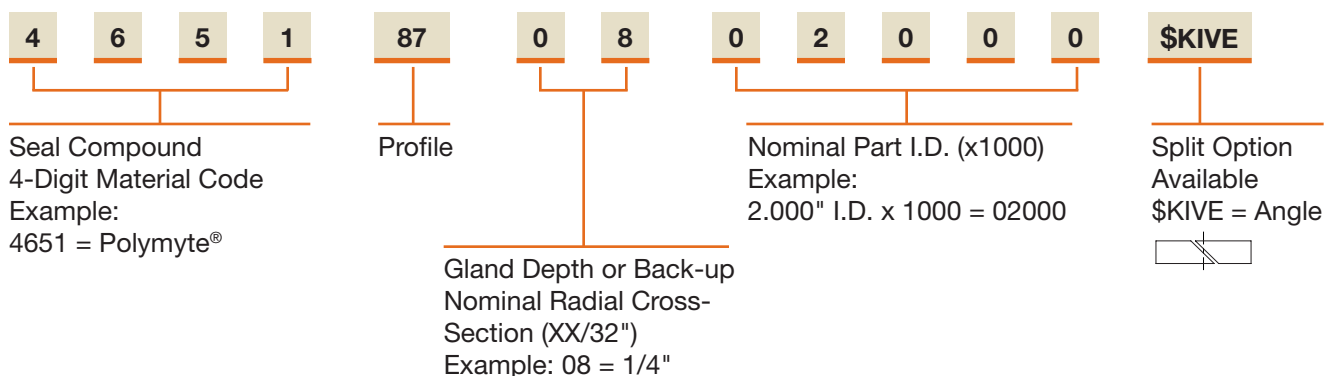 4 6 5 1 87 0 8 0 2 0 0 0 $KIVE
Seal Compound
4-Digit Material Code
Example:
4651 = Polymyte®
Profile
Gland Depth or Back-up
Nominal Radial Cross-
Section (XX/32")
Example: 08 = 1/4"
Nominal Part I.D. (x1000)
Example:
2.000" I.D. x 1000 = 02000
Split Option
Available
$KIVE = Angle